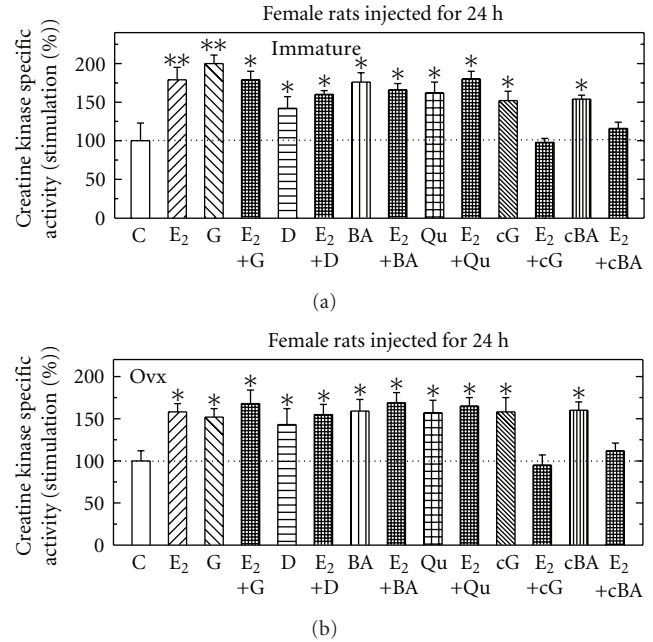 Female rats injected for 24 h
Immature
Creatine kinase specific
activity (stimulation (%))
200
150
100
50
0
** ** * * * * * * * * *
C E₂ G E₂ D E₂ BA E₂ Qu E₂ cG E₂ cBA E₂
+G +D +BA +Qu +cG +cBA
(a)
Female rats injected for 24 h
Ovx
Creatine kinase specific
activity (stimulation (%))
200
150
100
50
0
* * * * * * * * * * *
C E₂ G E₂ D E₂ BA E₂ Qu E₂ cG E₂ cBA E₂
+G +D +BA +Qu +cG +cBA
(b)